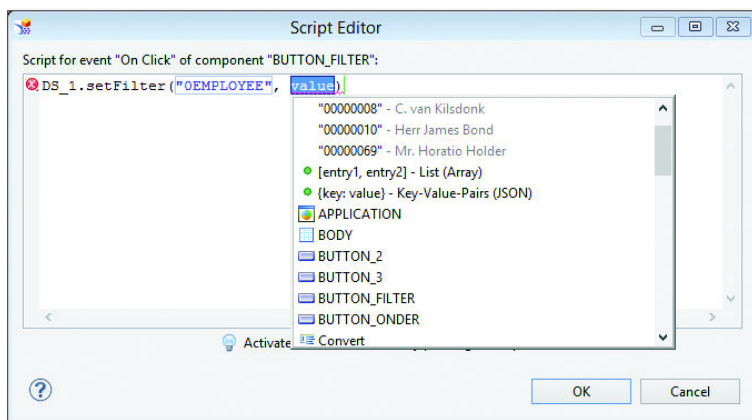 Script Editor
Script for event "On Click" of component "BUTTON_FILTER":
DS_1.setFilter("0EMPLOYEE", value)
"00000008" - C. van Kilsdonk
"00000010" - Herr James Bond
"00000069" - Mr. Horatio Holder
[entry1, entry2] - List (Array)
{key: value} - Key-Value-Pairs (JSON)
APPLICATION
BODY
BUTTON_2
BUTTON_3
BUTTON_FILTER
BUTTON_ONDER
Convert
Activate
OK Cancel